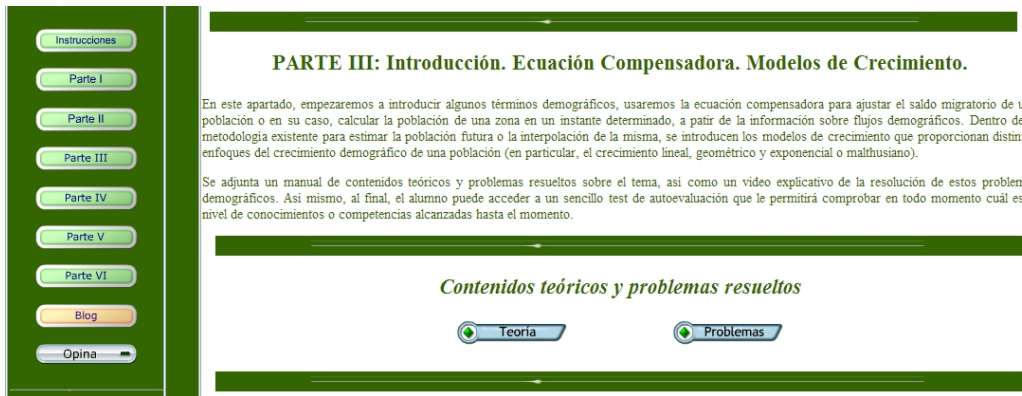 Instrucciones
Parte I
Parte II
Parte III
Parte IV
Parte V
Parte VI
Blog
Opina
PARTE III: Introducción. Ecuación Compensadora. Modelos de Crecimiento.
En este apartado, empezaremos a introducir algunos términos demográficos, usaremos la ecuación compensadora para ajustar el saldo migratorio de
población o en su caso, calcular la población de una zona en un instante determinado, a patir de la información sobre flujos demográficos. Dentro
metodologia existente para estimar la población futura o la interpolación de la misma, se introducen los modelos de crecimiento que proporcionan
enfoques del crecimiento demográfico de una población (en particular, el crecimiento lineal, geométrico y exponencial o malthusiano).
Se adjunta un manual de contenidos teóricos y problemas resueltos sobre el tema, asi como un video explicativo de la resolución de estos
demográficos. Asi mismo, al final, el alumno puede acceder a un sencillo test de autoevaluación que le permitirá comprobar en todo momento cuál es
nivel de conocimientos o competencias alcanzadas hasta el momento.
Contenidos teóricos y problemas resueltos
Teoría
Problemas